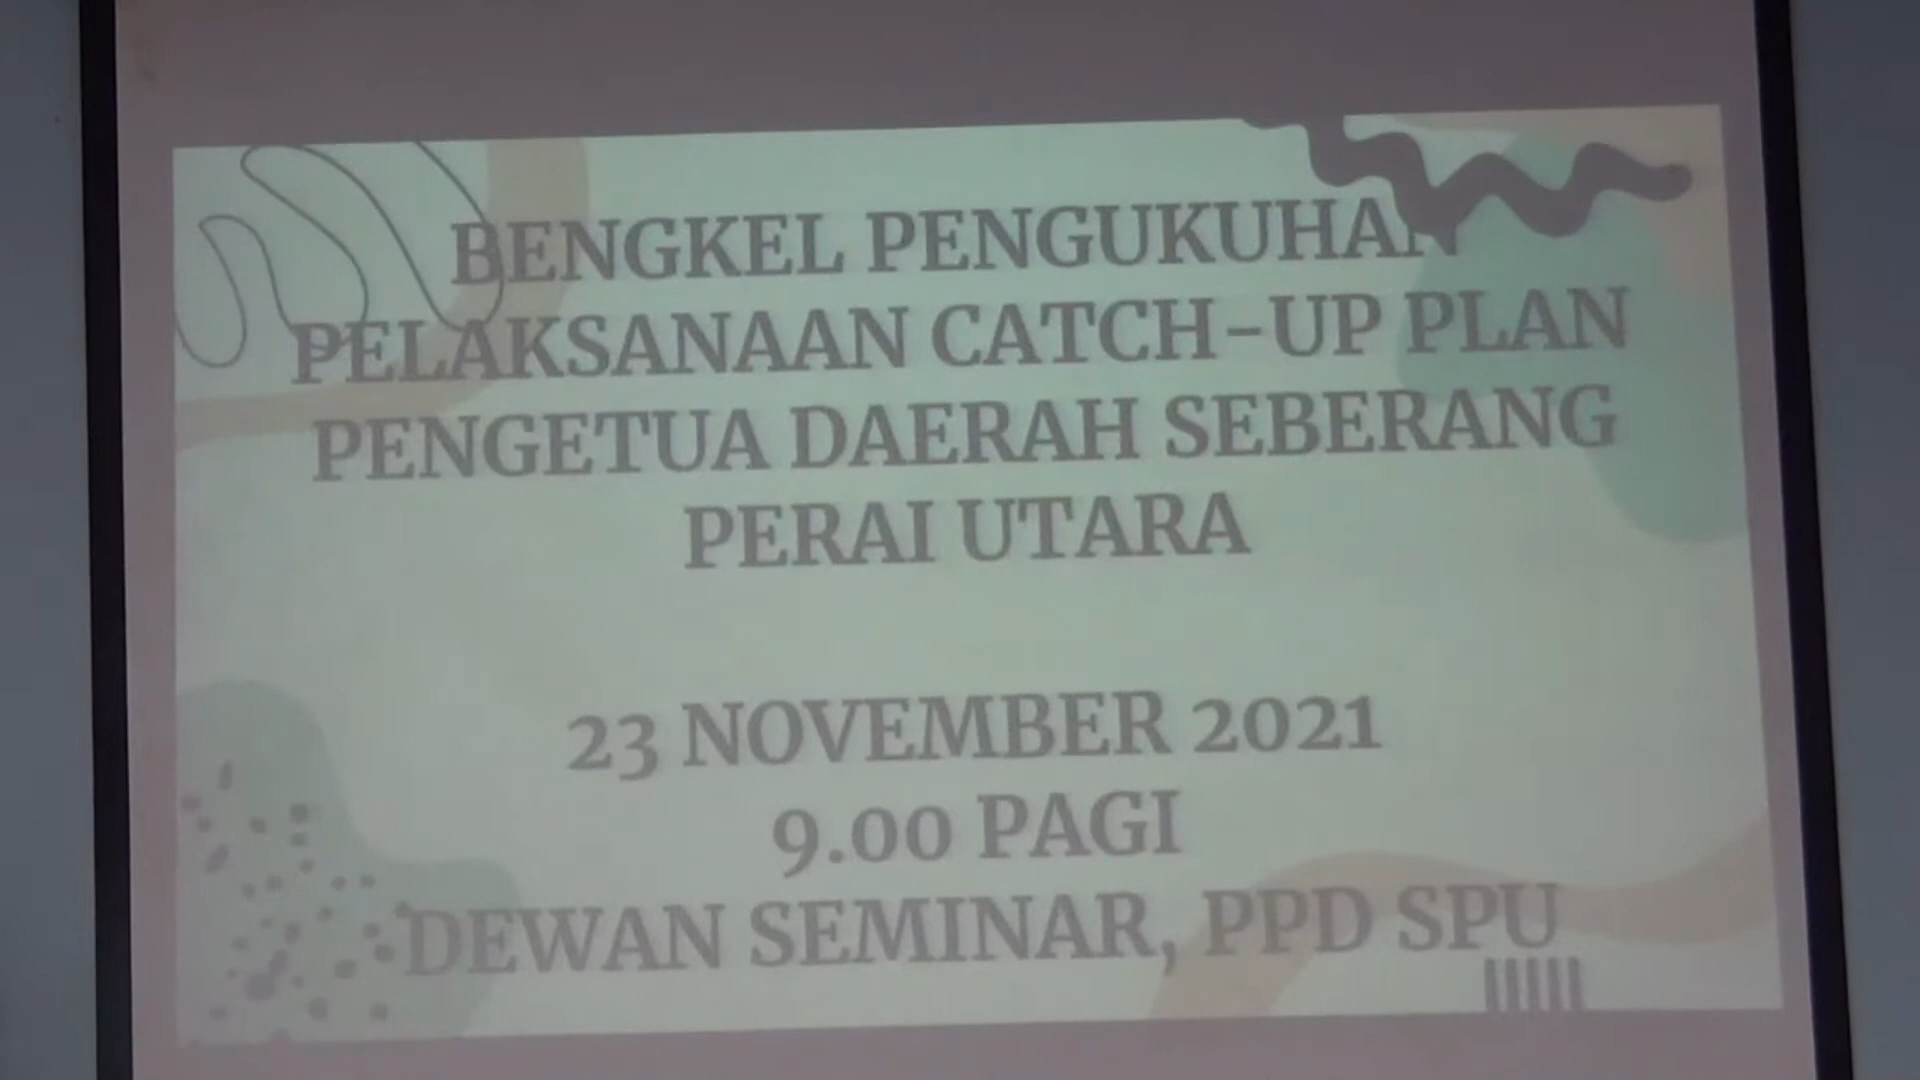 BENGKEL PENGUKUHAN
PELAKSANAAN CATCH-UP PLAN
PENGETUA DAERAH SEBERANG
PERAI UTARA
23 NOVEMBER 2021
9.00 PAGI
DEWAN SEMINAR, PPD SPU